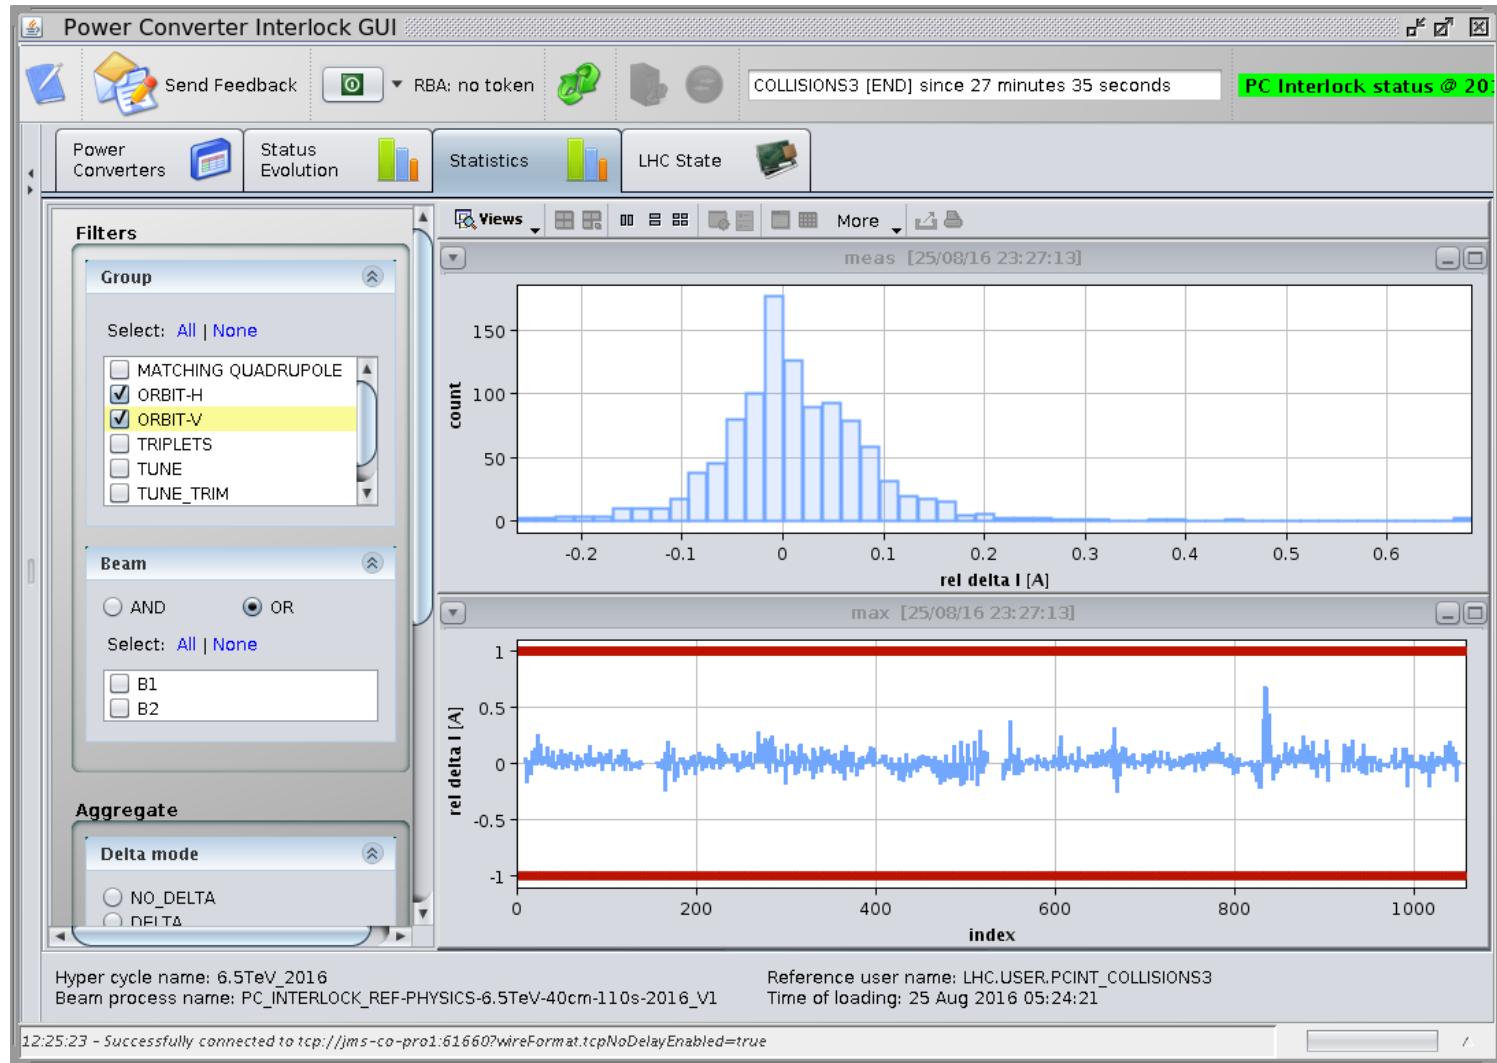 Power Converter Interlock GUI
Send Feedback
RBA: no token
COLLISIONS3 [END] since 27 minutes 35 seconds
PC Interlock status @ 20
Power
Converters
Status
Evolution
Statistics
LHC State
Filters
Group
Select: All | None
MATCHING QUADRUPOLE
ORBIT-H
ORBIT-V
TRIPLETS
TUNE
TUNE_TRIM
Beam
AND
OR
Select: All | None
B1
B2
Aggregate
Delta mode
NO_DELTA
DELTA
Views
More
meas [25/08/16 23:27:13]
count
150
100
50
0
-0.2
-0.1
0
0.1
0.2
0.3
0.4
0.5
0.6
rel delta I [A]
max [25/08/16 23:27:13]
rel delta I [A]
1
0.5
0
-0.5
-1
0
200
400
600
800
1000
index
Hyper cycle name: 6.5TeV_2016
Beam process name: PC_INTERLOCK_REF-PHYSICS-6.5TeV-40cm-110s-2016_V1
Reference user name: LHC.USER.PCINT_COLLISIONS3
Time of loading: 25 Aug 2016 05:24:21
12:25:23 - Successfully connected to tcp://jms-co-pro1:61660?wireFormat.tcpNoDelayEnabled=true